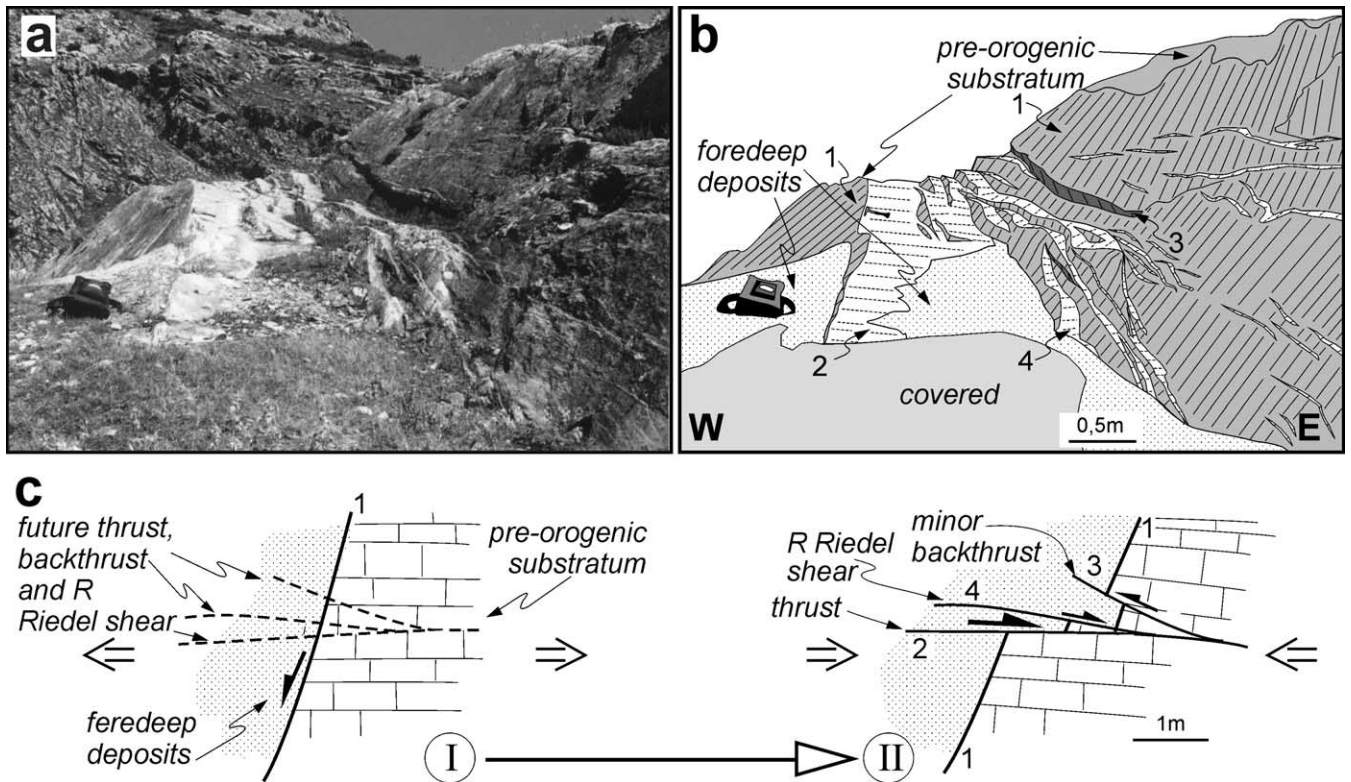 a
b
pre-orogenic
substratum
1
foredeep
deposits
1
3
2
4
covered
W
0,5m
E
c
1
future thrust,
backthrust
and R
Riedel shear
pre-orogenic
substratum
feredeep
deposits
I
II
minor
backthrust
R Riedel
shear
thrust
1
3
4
2
1
1m